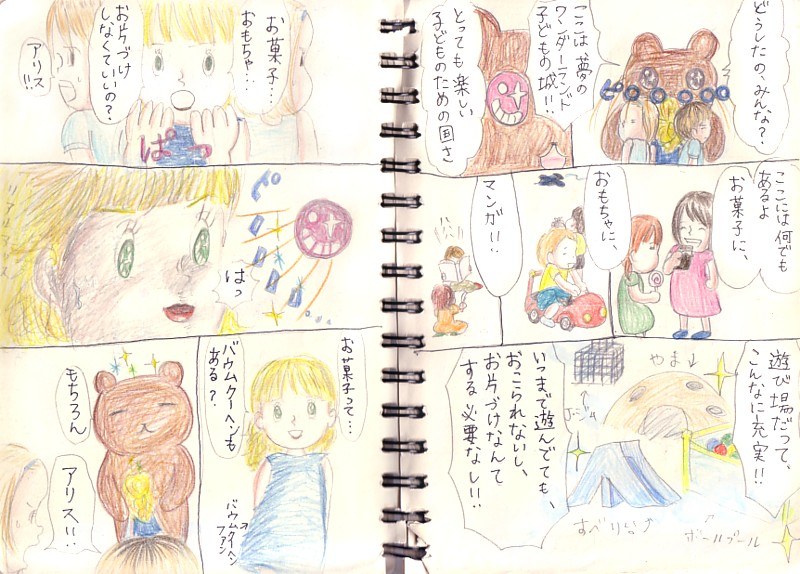 どうしたの、みんな？
ここは、夢の
ワンダーランド
子どもの城!!
とっても楽しい
子どものための国さ
ここには何でも
あるよ
お菓子に、
おもちゃに、
マンガ!!
遊び場だって、
こんなに充実!!
やま↓
すべり台↗
ボールプール
いつまで遊んでても、
おこられないし、
お片づけなんて
する必要なし!!
お菓子…
おもちゃ…
お片づけ
しなくていいの？
ぱっ
アリス!!
はっ
お菓子って…
バウムクーヘンも
ある？
バウムクーヘン
ファン
もちろん
アリス!!